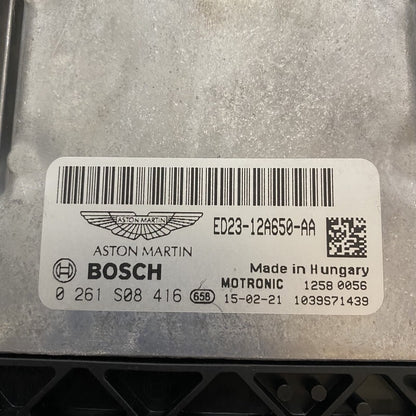 ASTON MARTIN
ED23-12A650-AA
ASTON MARTIN
BOSCH
Made in Hungary
MOTRONIC 1258 0056
0 261 S08 416 658 15-02-21 1039S71439